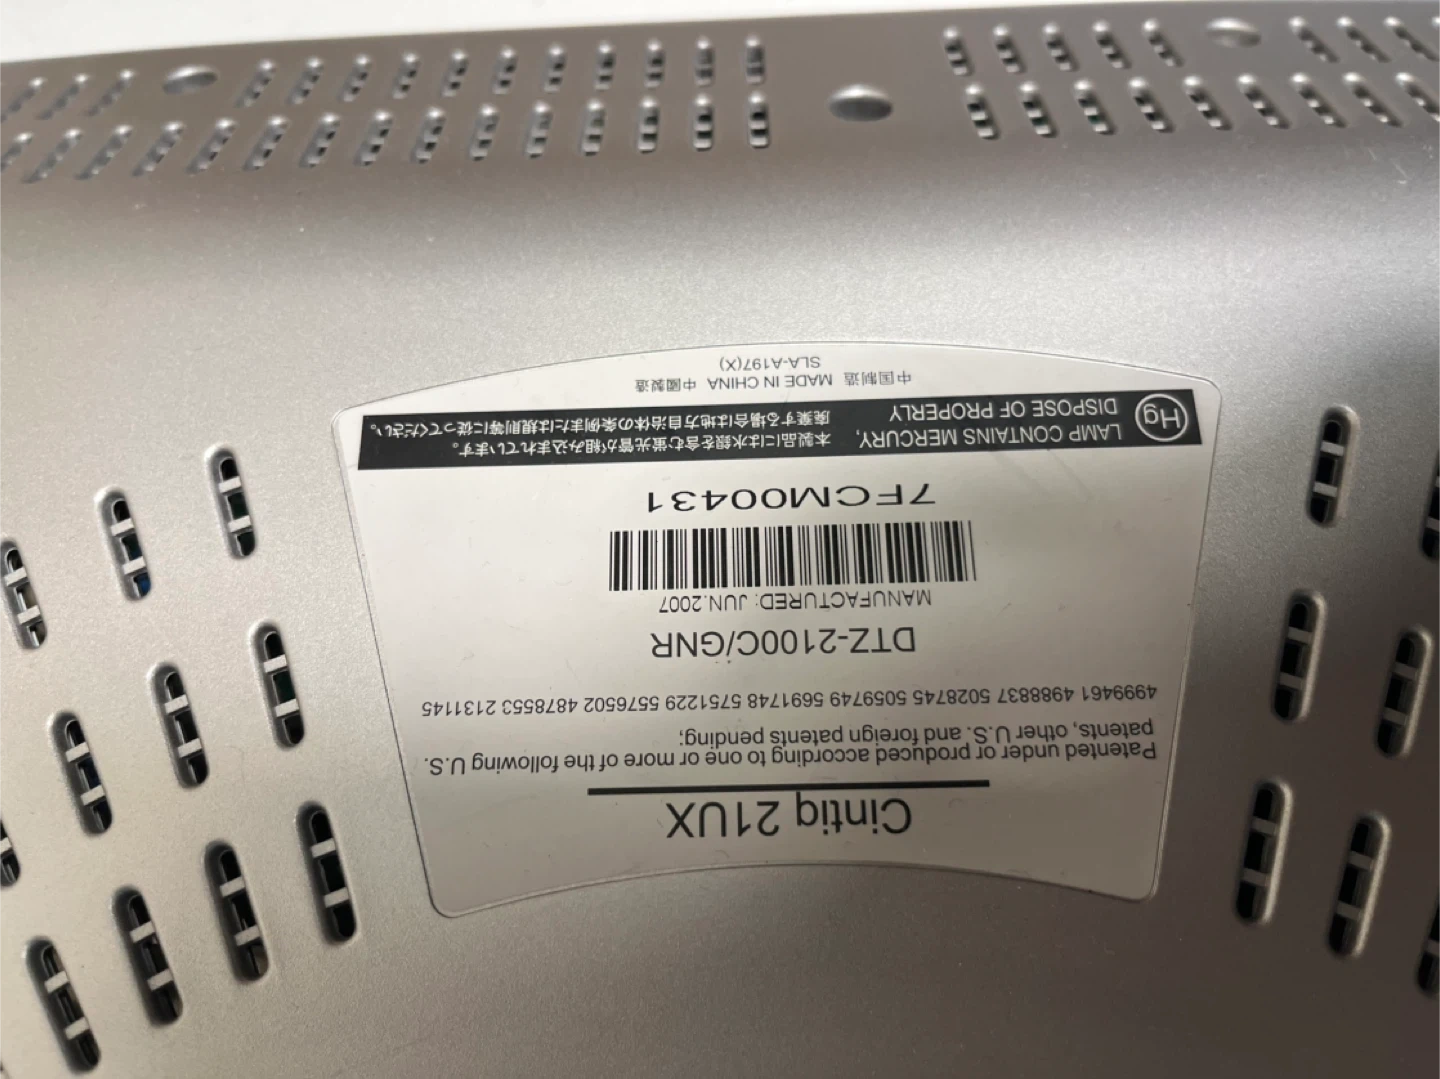 Cintiq 21UX
Patented under or produced according to one or more of the following U.S.
patents, other U.S. and foreign patents pending;
4999461 4988837 5028745 5059749 5691748 5751229 5576502 4878553 2131145
DTZ-2100C/GNR
MANUFACTURED: JUN.2007
7FCM00431
Hg
LAMP CONTAINS MERCURY,
DISPOSE OF PROPERLY
本製品には水銀を含む蛍光管が組み込まれています。
廃棄する場合は地方自治体の条例または規則等に従ってください。
中国制造 MADE IN CHINA 中國製造
SLA-A197(X)